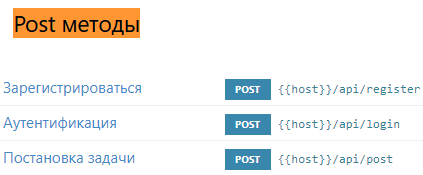 Post методы
Зарегистрироваться POST {{host}}/api/register
Аутентификация POST {{host}}/api/login
Постановка задачи POST {{host}}/api/post